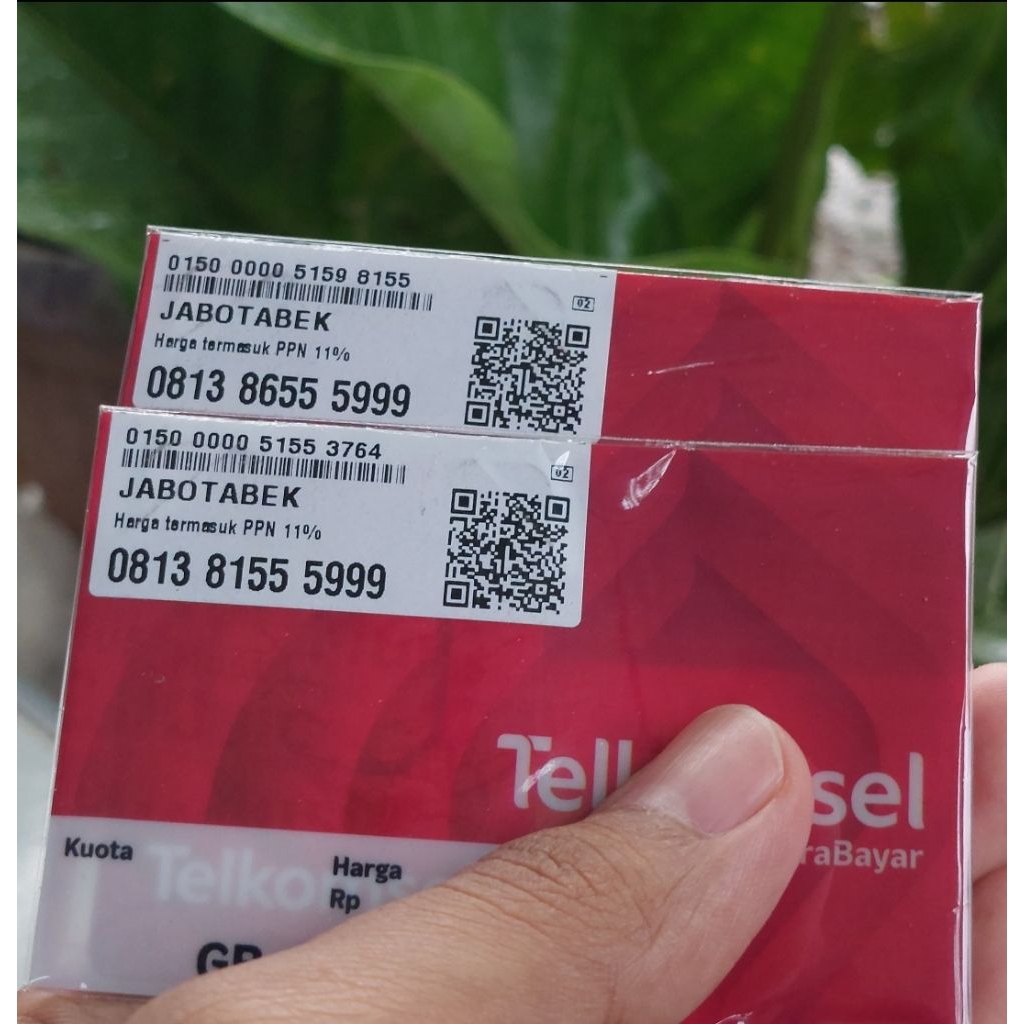 0150 0000 5159 8155
02
JABOTABEK
Harga termasuk PPN 11%
0813 8655 5999
0150 0000 5155 3764
02
JABOTABEK
Harga termasuk PPN 11%
0813 8155 5999
Kuota
Harga
Rp
GB